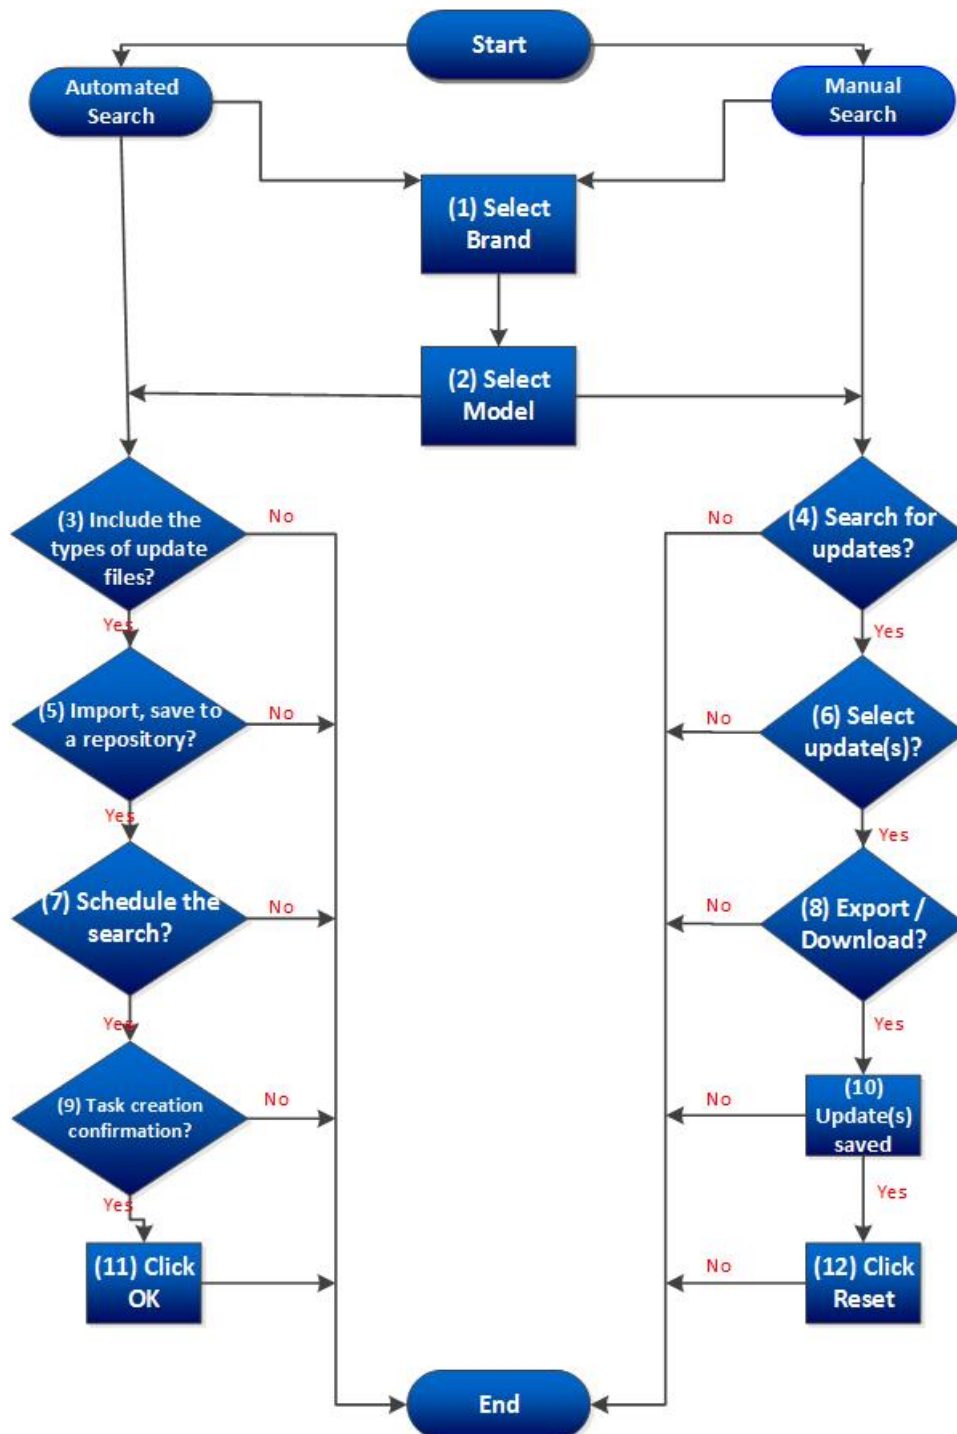 Start
Automated
Search
Manual
Search
(1) Select
Brand
(2) Select
Model
(3) Include the
types of update
files?
No
Yes
(4) Search for
updates?
No
Yes
(5) Import, save to
a repository?
No
Yes
(6) Select
update(s)?
No
Yes
(7) Schedule the
search?
No
Yes
(8) Export /
Download?
No
Yes
(9) Task creation
confirmation?
No
Yes
(10)
Update(s)
saved
No
Yes
(11) Click
OK
(12) Click
Reset
No
End